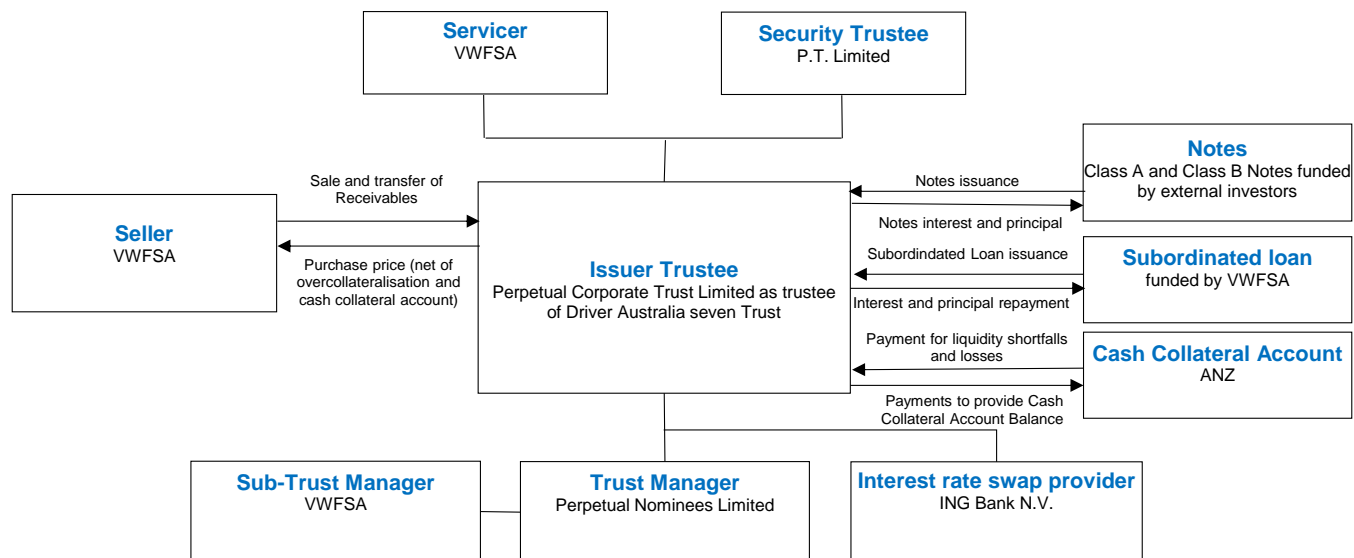 Servicer
VWFSA
Security Trustee
P.T. Limited
Notes
Class A and Class B Notes funded
by external investors
Sale and transfer of
Receivables
Notes issuance
Notes interest and principal
Seller
VWFSA
Issuer Trustee
Perpetual Corporate Trust Limited as trustee
of Driver Australia seven Trust
Purchase price (net of
overcollateralisation and
cash collateral account)
Subordindated Loan issuance
Interest and principal repayment
Subordinated loan
funded by VWFSA
Payment for liquidity shortfalls
and losses
Cash Collateral Account
ANZ
Payments to provide Cash
Collateral Account Balance
Sub-Trust Manager
VWFSA
Trust Manager
Perpetual Nominees Limited
Interest rate swap provider
ING Bank N.V.